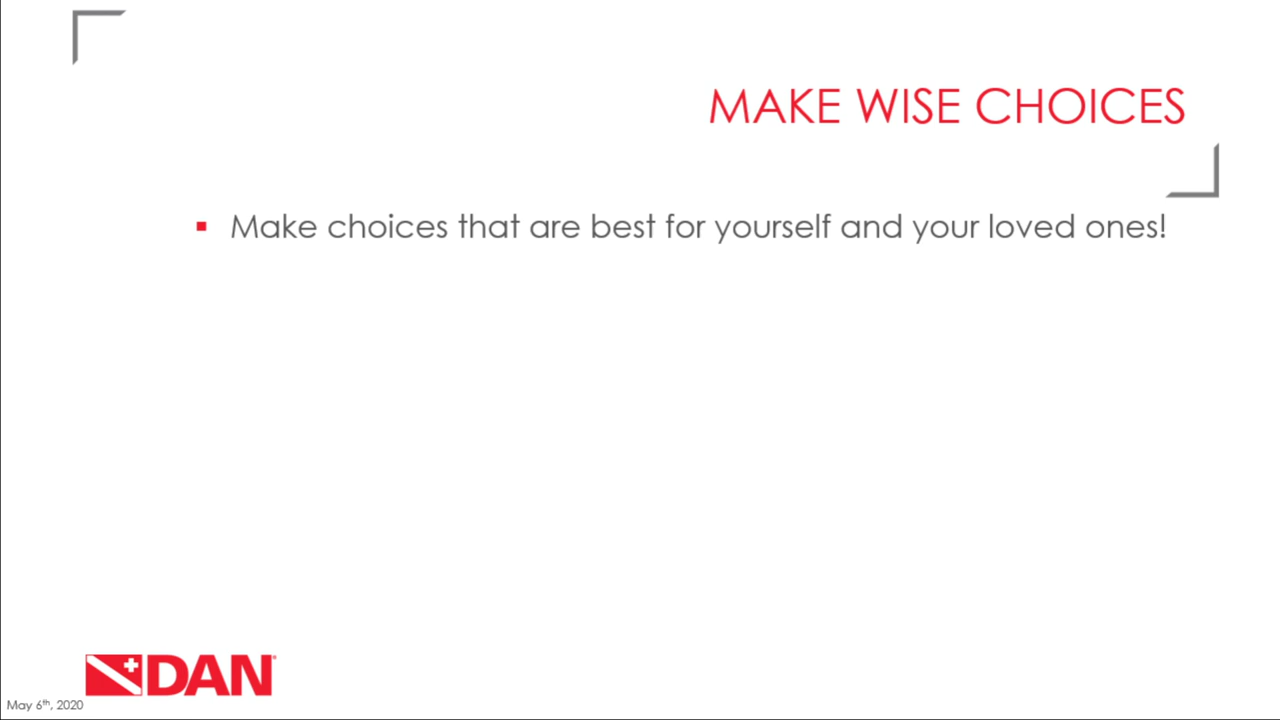 MAKE WISE CHOICES
Make choices that are best for yourself and your loved ones!
DAN
May 6th, 2020